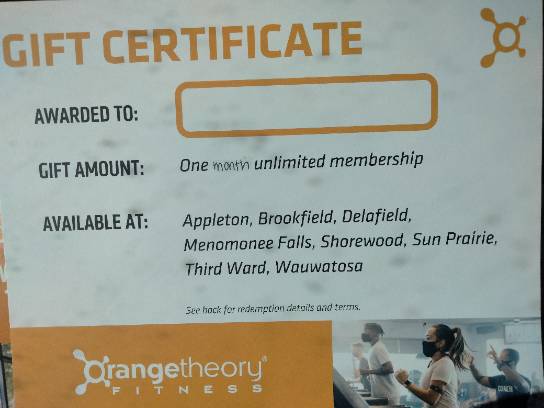 GIFT CERTIFICATE
AWARDED TO:
GIFT AMOUNT: One month unlimited membership
AVAILABLE AT: Appleton, Brookfield, Delafield,
Menomonee Falls, Shorewood, Sun Prairie,
Third Ward, Wauwatosa
See back for redemption details and terms.
Orangetheory®
FITNESS
COACH